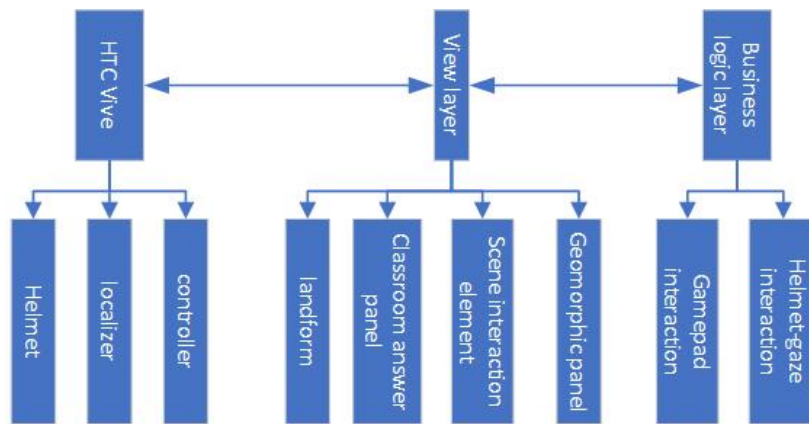 HTC Vive
View layer
Business
logic layer
Helmet
localizer
controller
landform
Classroom answer
panel
Scene interaction
element
Geomorphic panel
Gamepad
interaction
Helmet-gaze
interaction